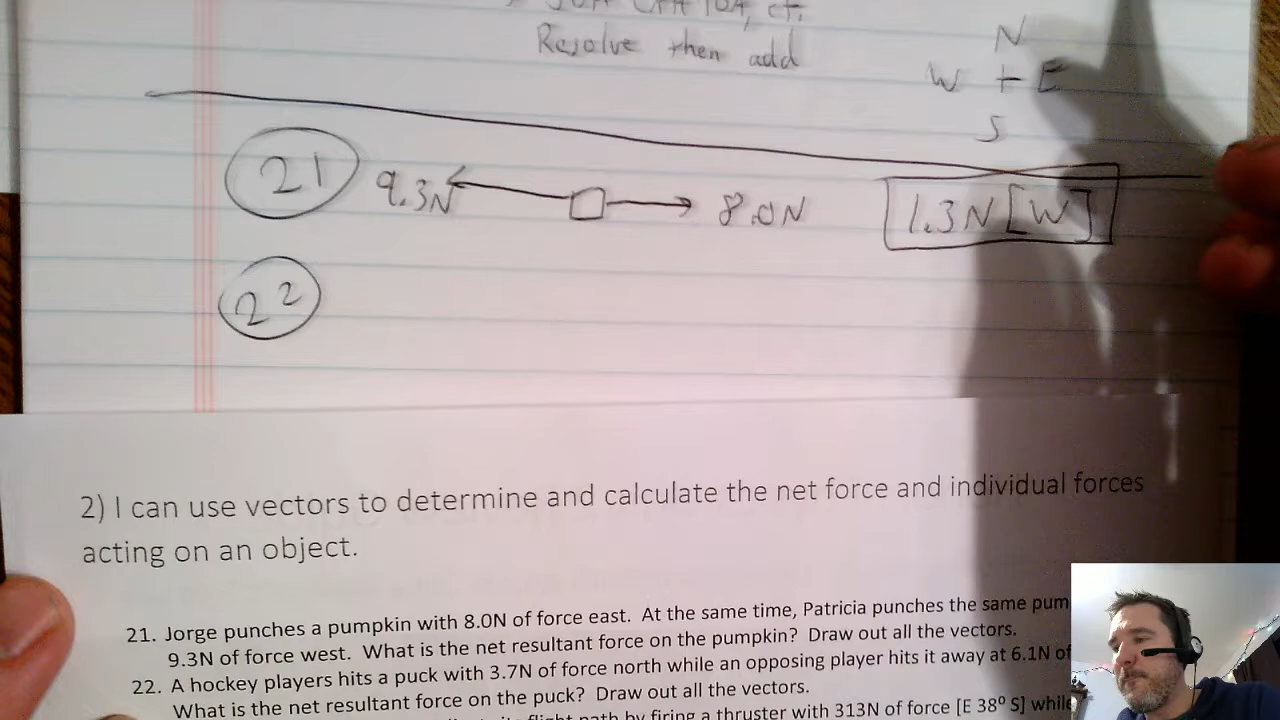 Resolve then add
N
W + E
S
21 9.3N 8.0N 1.3N [W]
22
2) I can use vectors to determine and calculate the net force and individual forces
acting on an object.
21. Jorge punches a pumpkin with 8.0N of force east. At the same time, Patricia punches the same pum
9.3N of force west. What is the net resultant force on the pumpkin? Draw out all the vectors.
22. A hockey players hits a puck with 3.7N of force north while an opposing player hits it away at 6.1N of
What is the net resultant force on the puck? Draw out all the vectors.
its flight path by firing a thruster with 313N of force [E 38° S] while